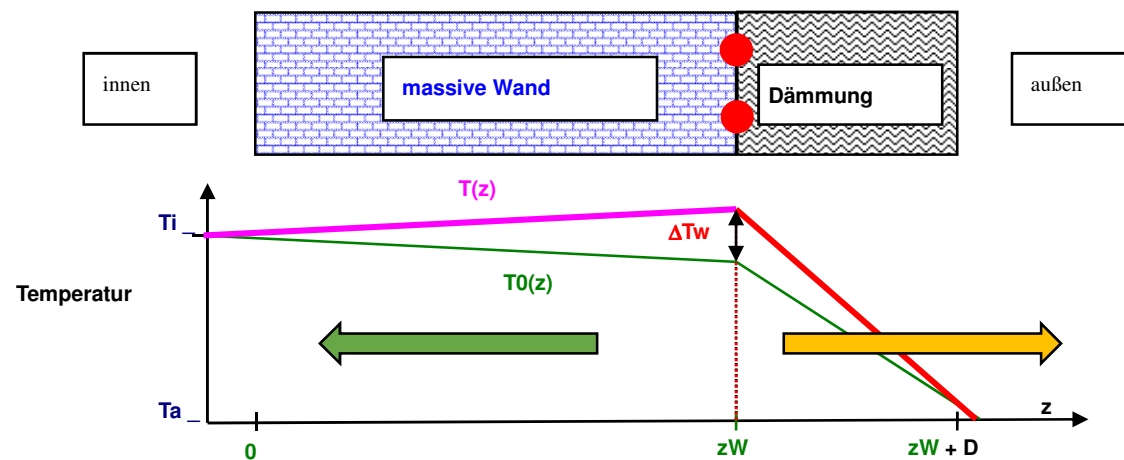 innen
massive Wand
Dämmung
außen
T(z)
Ti _
ΔTw
T0(z)
Temperatur
Ta _
z
0
zW
zW + D